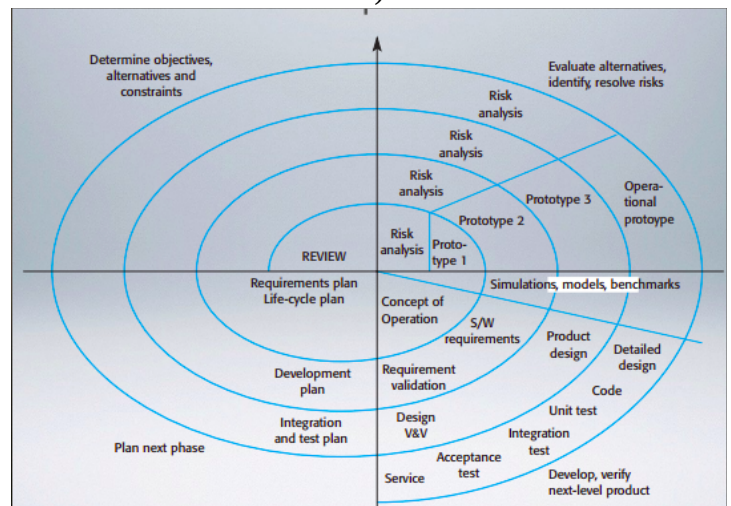 Determine objectives,
alternatives and
constraints
Evaluate alternatives,
identify, resolve risks
Risk
analysis
Risk
analysis
Risk
analysis
Risk
analysis
Proto-
type 1
Prototype 2
Prototype 3
Opera-
tional
protoype
REVIEW
Requirements plan
Life-cycle plan
Simulations, models, benchmarks
Concept of
Operation
S/W
requirements
Product
design
Detailed
design
Development
plan
Requirement
validation
Code
Unit test
Integration
and test plan
Design
V&V
Integration
test
Plan next phase
Acceptance
test
Service
Develop, verify
next-level product